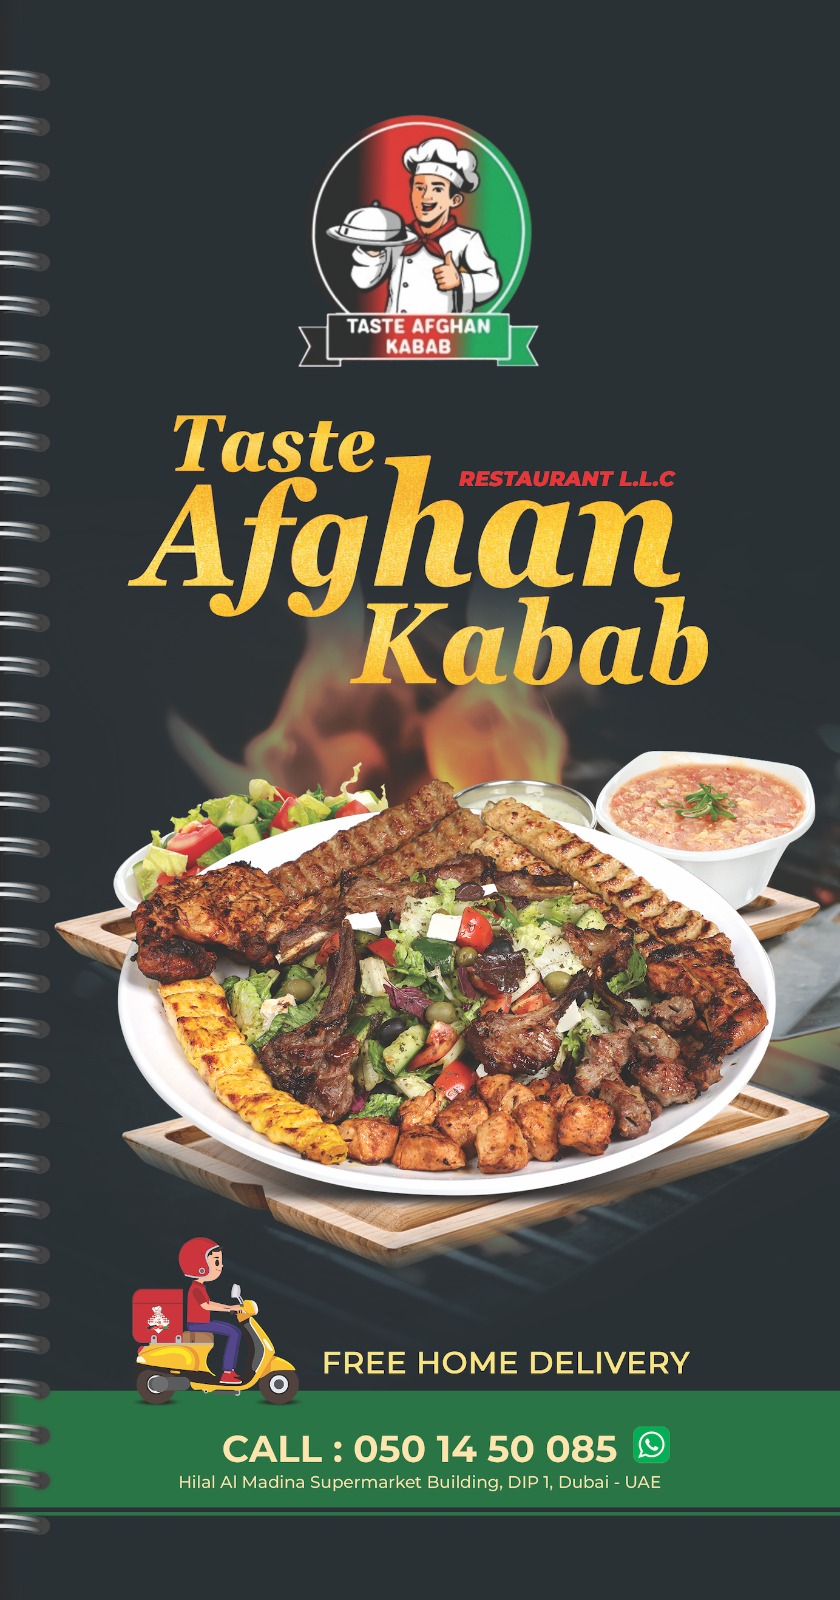 TASTE AFGHAN
KABAB
Taste
RESTAURANT L.L.C
Afghan
Kabab
FREE HOME DELIVERY
CALL : 050 14 50 085
Hilal Al Madina Supermarket Building, DIP 1, Dubai - UAE